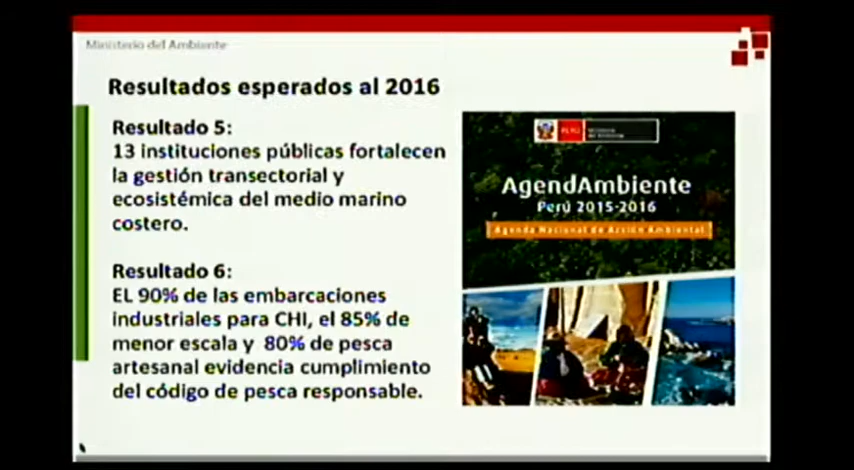 Ministerio del Ambiente
Resultados esperados al 2016
Resultado 5:
13 instituciones públicas fortalecen
la gestión transectorial y
ecosistémica del medio marino
costero.
Resultado 6:
EL 90% de las embarcaciones
industriales para CHI, el 85% de
menor escala y 80% de pesca
artesanal evidencia cumplimiento
del código de pesca responsable.
PERÚ
AgendAmbiente
Perú 2015-2016
Agenda Nacional de Acción Ambiental